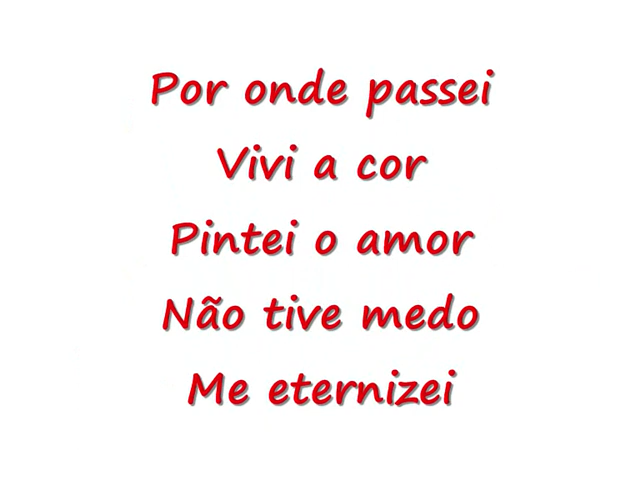 Por onde passei
Vivi a cor
Pintei o amor
Não tive medo
Me eternizei